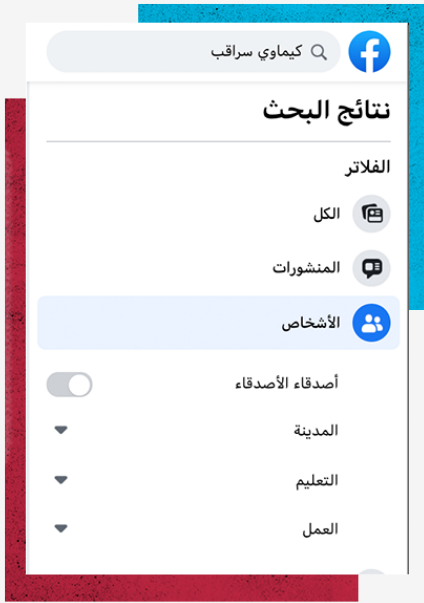 كيماوي سراقب
نتائج البحث
الفلاتر
الكل
المنشورات
الأشخاص
أصدقاء الأصدقاء
المدينة
التعليم
العمل